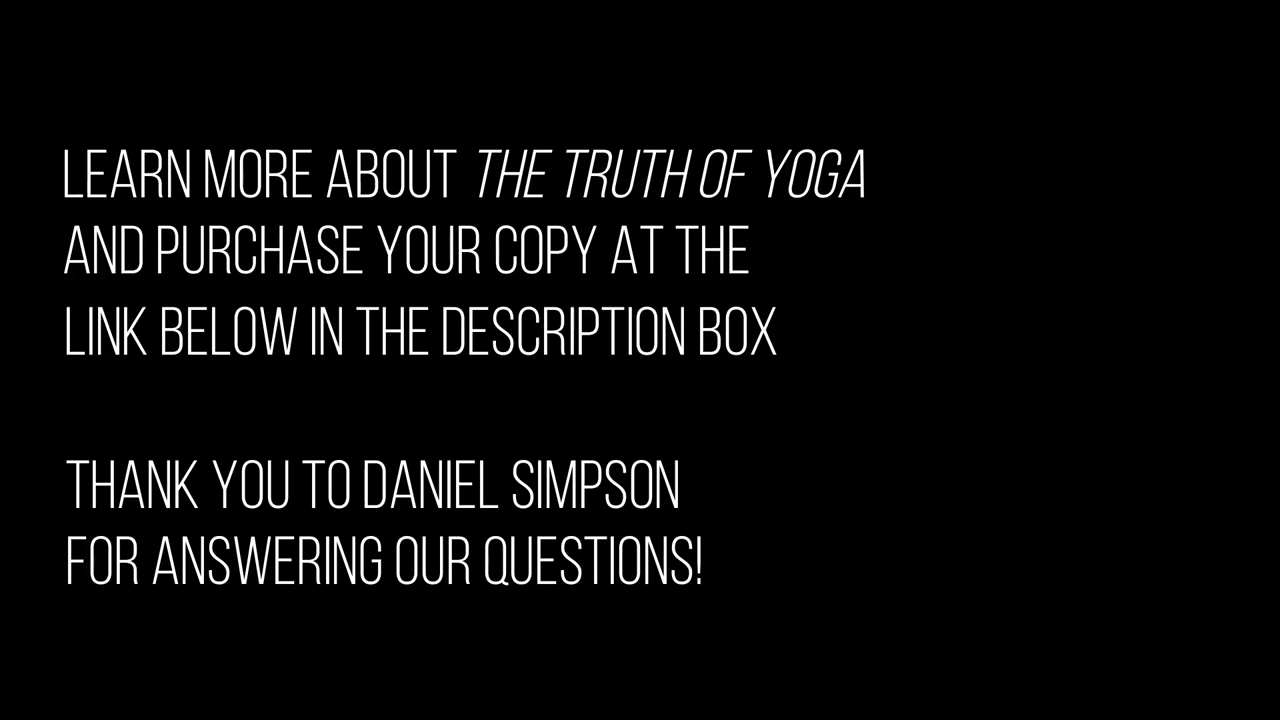 LEARN MORE ABOUT THE TRUTH OF YOGA
AND PURCHASE YOUR COPY AT THE
LINK BELOW IN THE DESCRIPTION BOX
THANK YOU TO DANIEL SIMPSON
FOR ANSWERING OUR QUESTIONS!